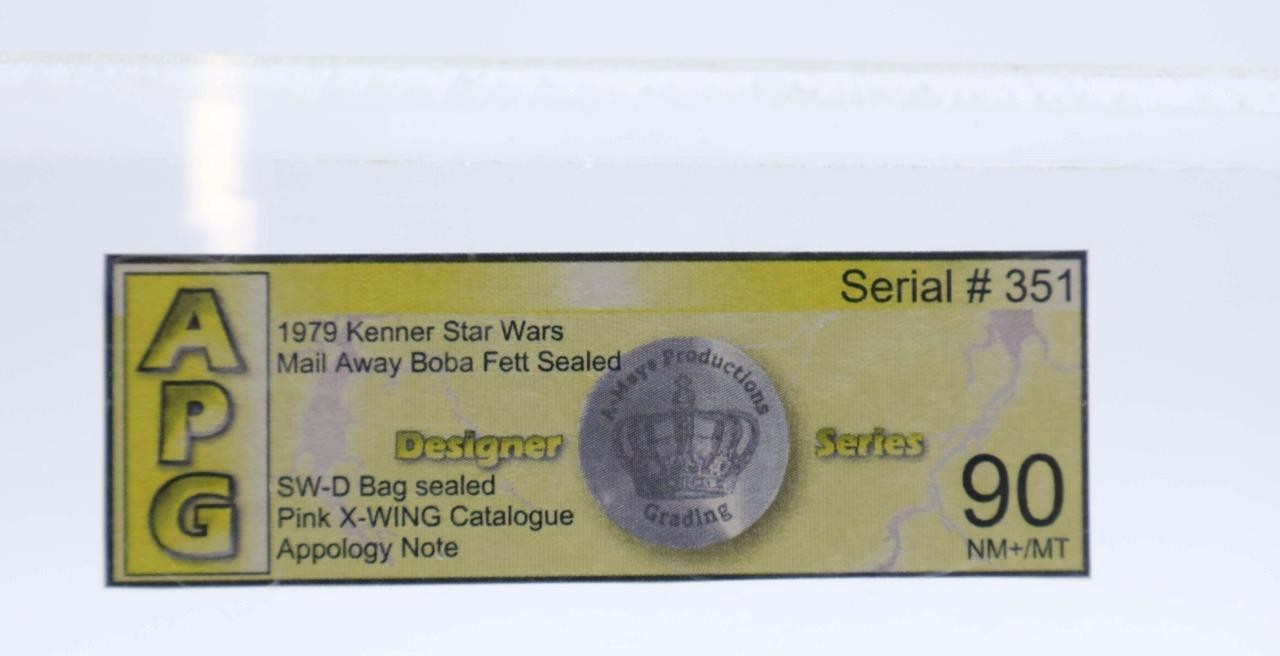 APG
Serial # 351
1979 Kenner Star Wars
Mail Away Boba Fett Sealed
A-Mays Productions
Designer Series
SW-D Bag sealed
Pink X-WING Catalogue
Appology Note
Grading
90
NM+/MT